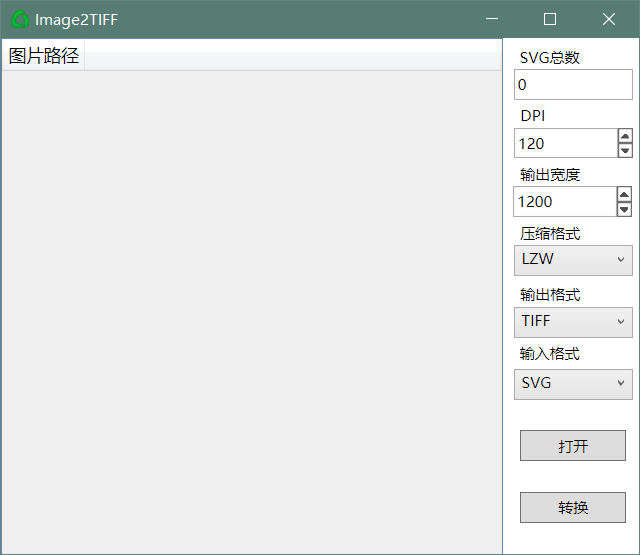 Image2TIFF
图片路径
SVG总数
0
DPI
120
输出宽度
1200
压缩格式
LZW
输出格式
TIFF
输入格式
SVG
打开
转换